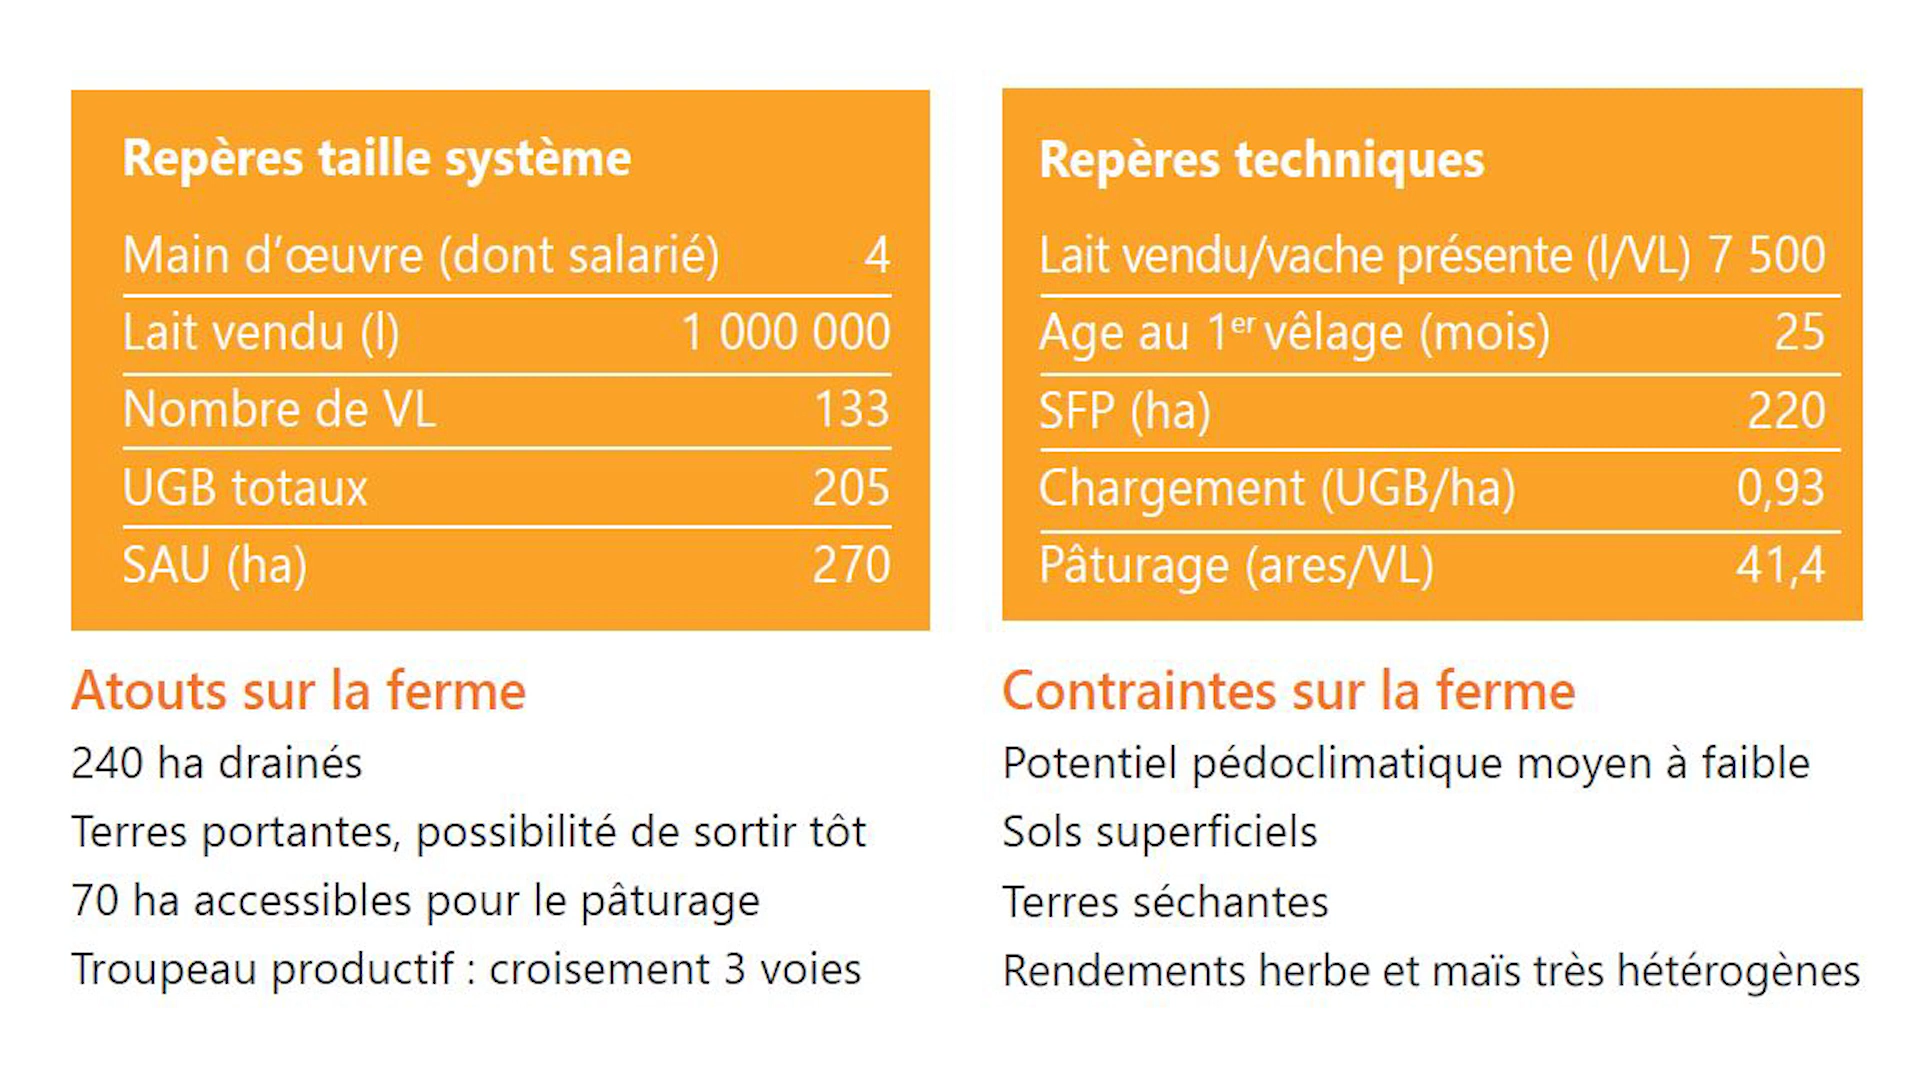 Repères taille système
Main d’œuvre (dont salarié) 4
Lait vendu (l) 1 000 000
Nombre de VL 133
UGB totaux 205
SAU (ha) 270
Repères techniques
Lait vendu/vache présente (l/VL) 7 500
Age au 1er vêlage (mois) 25
SFP (ha) 220
Chargement (UGB/ha) 0,93
Pâturage (ares/VL) 41,4
Atouts sur la ferme
240 ha drainés
Terres portantes, possibilité de sortir tôt
70 ha accessibles pour le pâturage
Troupeau productif : croisement 3 voies
Contraintes sur la ferme
Potentiel pédoclimatique moyen à faible
Sols superficiels
Terres séchantes
Rendements herbe et maïs très hétérogènes